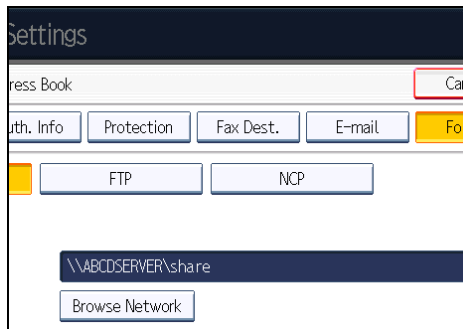 Settings
ress Book
Ca
uth. Info Protection Fax Dest. E-mail Fo
FTP NCP
\\ABCDSERVER\share
Browse Network